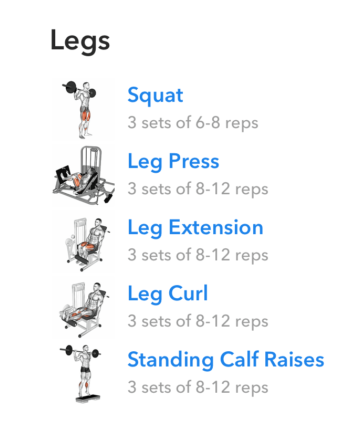 Legs
Squat
3 sets of 6-8 reps
Leg Press
3 sets of 8-12 reps
Leg Extension
3 sets of 8-12 reps
Leg Curl
3 sets of 8-12 reps
Standing Calf Raises
3 sets of 8-12 reps